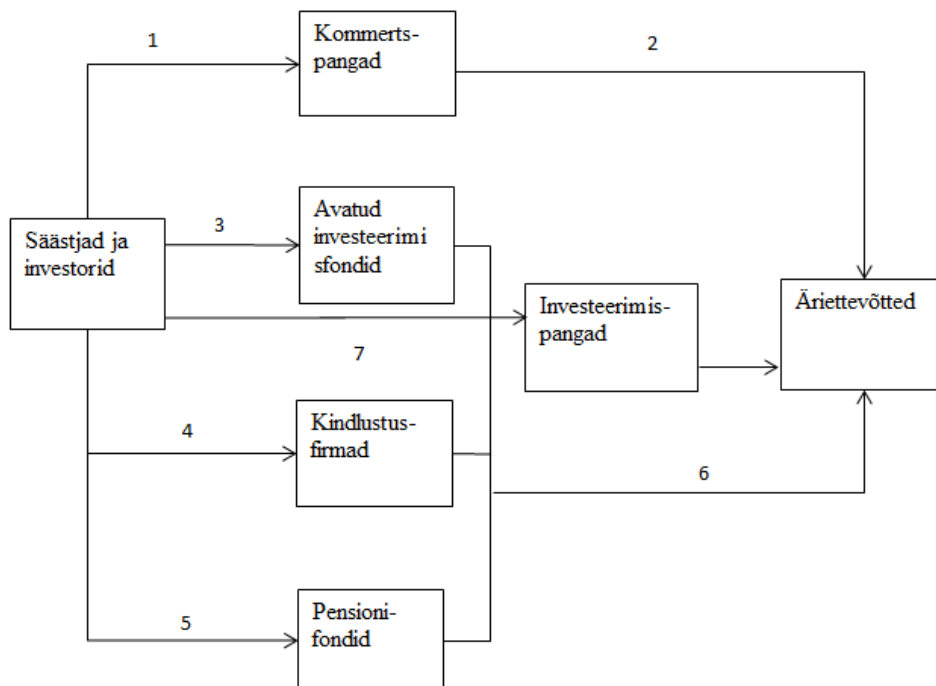 1
Kommerts-
pangad
2
3
Avatud
investeerimi
sfondid
Säästjad ja
investorid
Investeerimis-
pangad
Äriettevõtted
7
4
Kindlustus-
firmad
6
5
Pensioni-
fondid